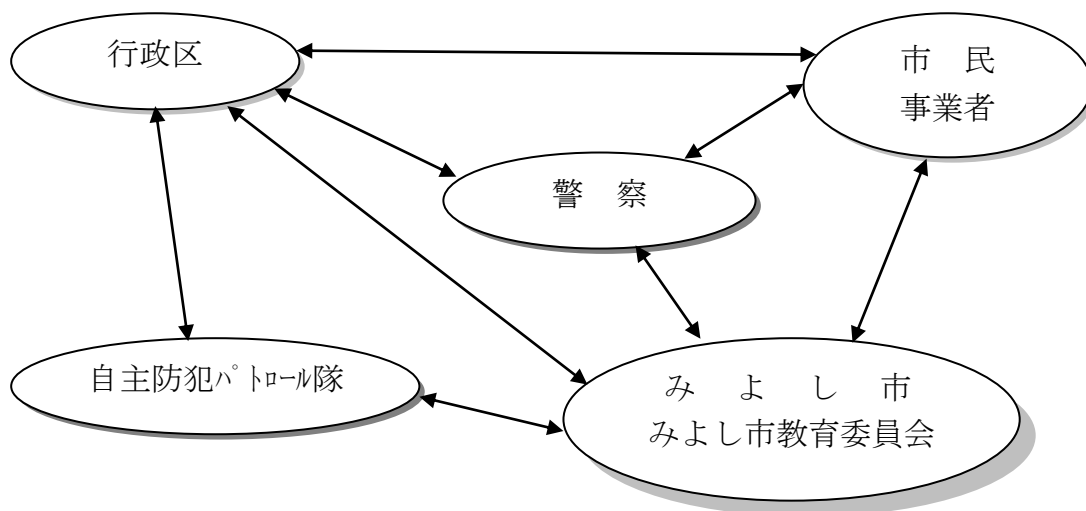 行政区
市　民
事業者
警　察
自主防犯ﾊﾟﾄﾛｰﾙ隊
み　よ　し　市
みよし市教育委員会